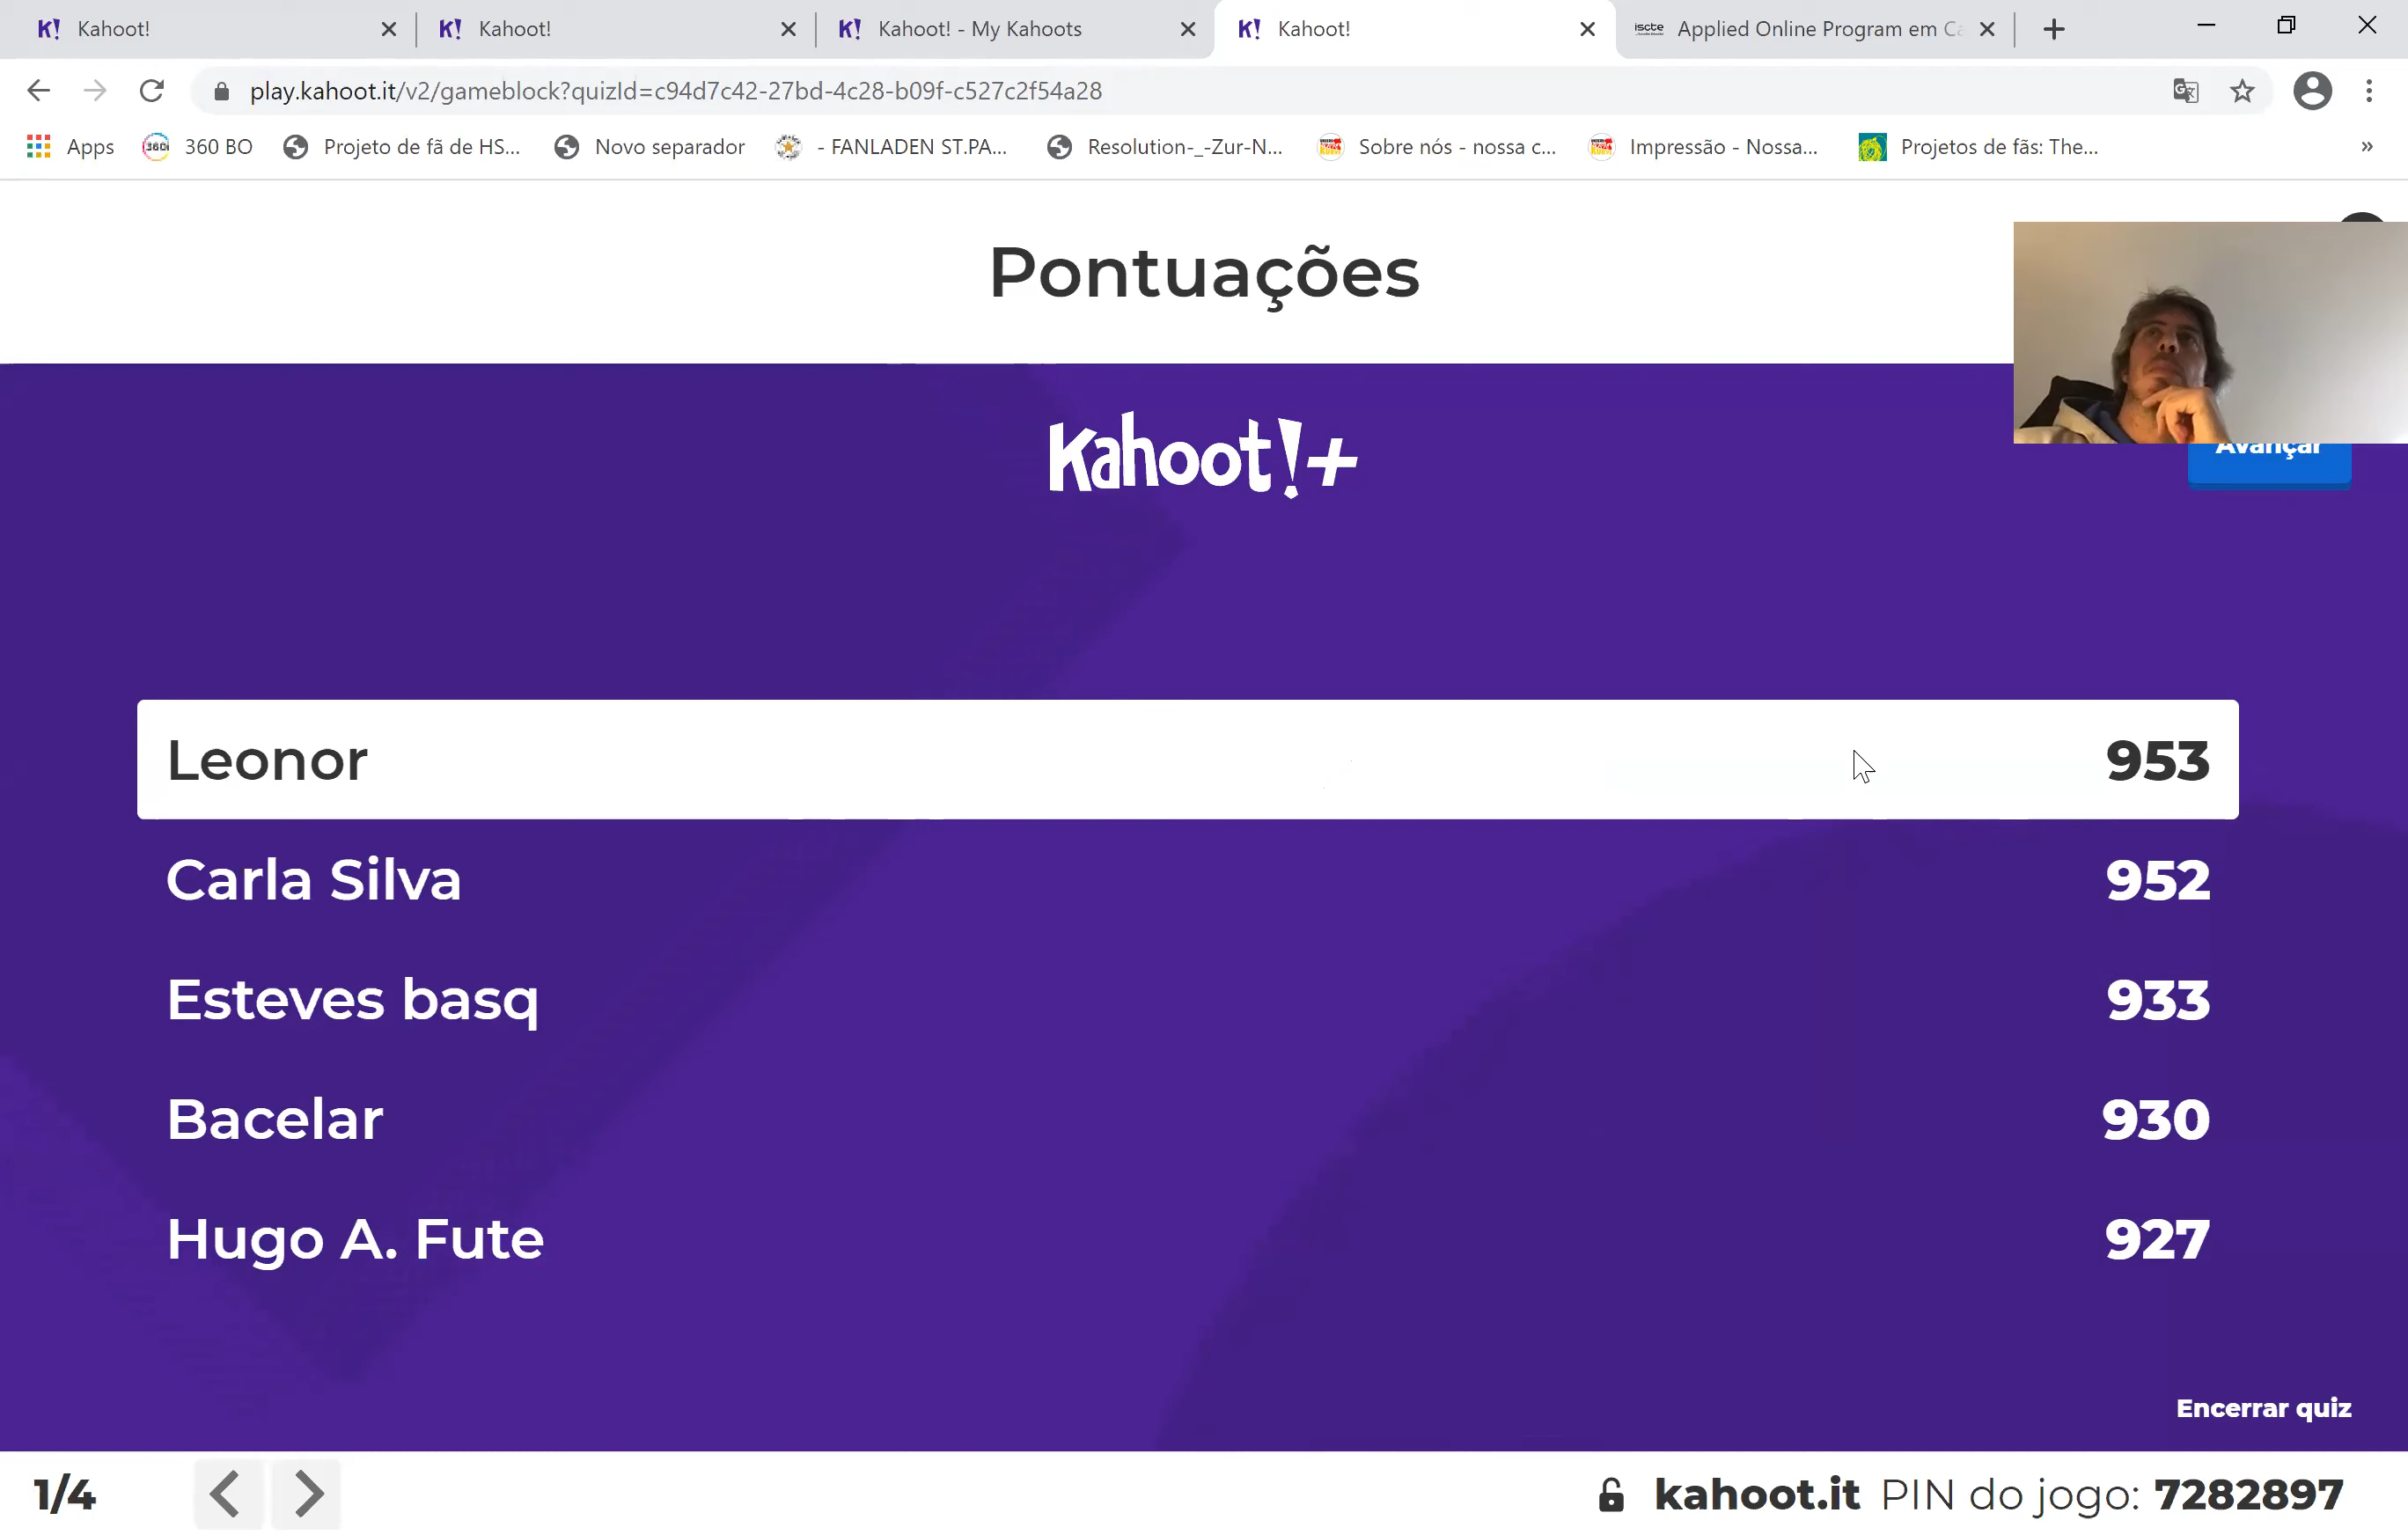 Kahoot!
Kahoot!
Kahoot! - My Kahoots
Kahoot!
iscte
Applied Online Program em Ca
play.kahoot.it/v2/gameblock?quizId=c94d7c42-27bd-4c28-b09f-c527c2f54a28
Apps
360 BO
Projeto de fã de HS...
Novo separador
- FANLADEN ST.PA...
Resolution-_-Zur-N...
Sobre nós - nossa c...
Impressão - Nossa...
Projetos de fãs: The...
»
Pontuações
Kahoot!+
Avançar
Leonor 953
Carla Silva 952
Esteves basq 933
Bacelar 930
Hugo A. Fute 927
Encerrar quiz
1/4
kahoot.it PIN do jogo: 7282897